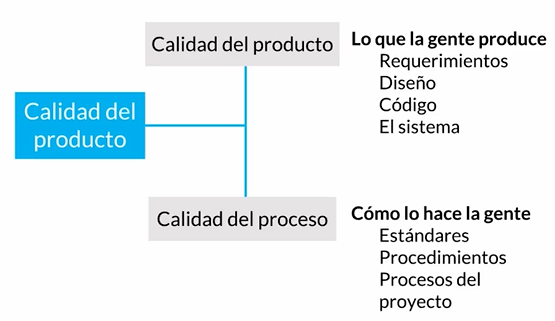 Calidad del producto
Lo que la gente produce
Requerimientos
Diseño
Código
El sistema
Calidad del
producto
Calidad del proceso
Cómo lo hace la gente
Estándares
Procedimientos
Procesos del
proyecto